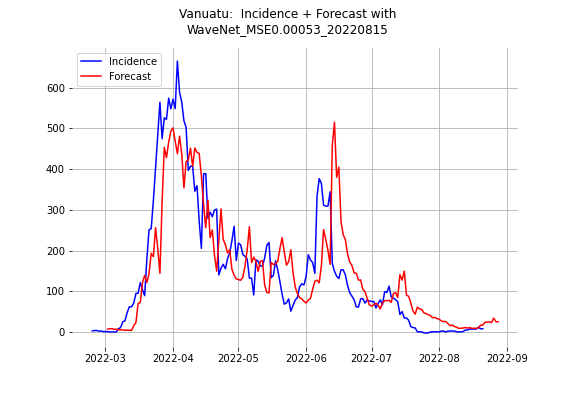 Vanuatu:  Incidence + Forecast with
WaveNet_MSE0.00053_20220815
Incidence
Forecast
600
500
400
300
200
100
0
2022-03 2022-04 2022-05 2022-06 2022-07 2022-08 2022-09